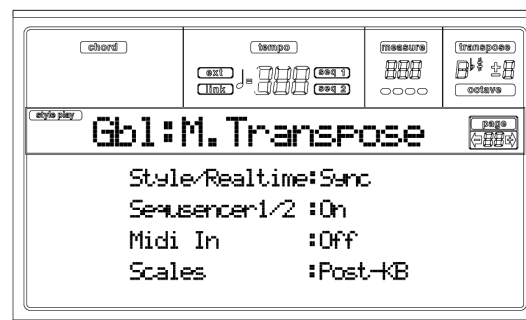 chord
tempo
measure
transpose
ext
link
seq 1
seq 2
octave
style play
Gbl:M.Transpose
page
Style/Realtime:Sync
Sequsencer1/2 :On
Midi In :Off
Scales :Post-KB